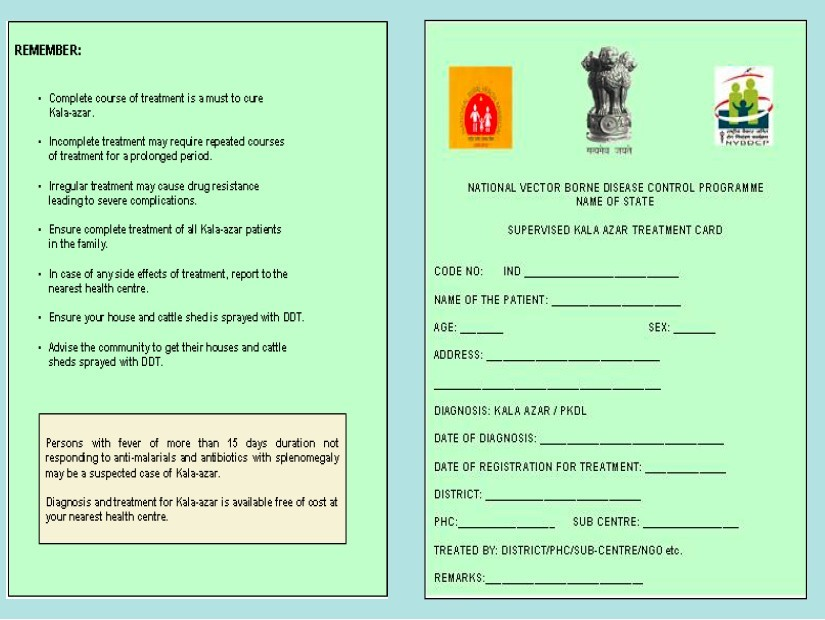 REMEMBER:
• Complete course of treatment is a must to cure
Kala-azar.
• Incomplete treatment may require repeated courses
of treatment for a prolonged period.
• Irregular treatment may cause drug resistance
leading to severe complications.
• Ensure complete treatment of all Kala-azar patients
in the family.
• In case of any side effects of treatment, report to the
nearest health centre.
• Ensure your house and cattle shed is sprayed with DDT.
• Advise the community to get their houses and cattle
sheds sprayed with DDT.
Persons with fever of more than 15 days duration not
responding to anti-malarials and antibiotics with splenomegaly
may be a suspected case of Kala-azar.
Diagnosis and treatment for Kala-azar is available free of cost at
your nearest health centre.
सत्यमेव जयते
NVBDCP
NATIONAL VECTOR BORNE DISEASE CONTROL PROGRAMME
NAME OF STATE
SUPERVISED KALA AZAR TREATMENT CARD
CODE NO: IND ____________________
NAME OF THE PATIENT: ____________________
AGE: ______ SEX: ______
ADDRESS: ____________________
____________________
DIAGNOSIS: KALA AZAR / PKDL
DATE OF DIAGNOSIS: ____________________
DATE OF REGISTRATION FOR TREATMENT: ____________
DISTRICT: ____________________
PHC:______________ SUB CENTRE: ______________
TREATED BY: DISTRICT/PHC/SUB-CENTRE/NGO etc.
REMARKS:____________________